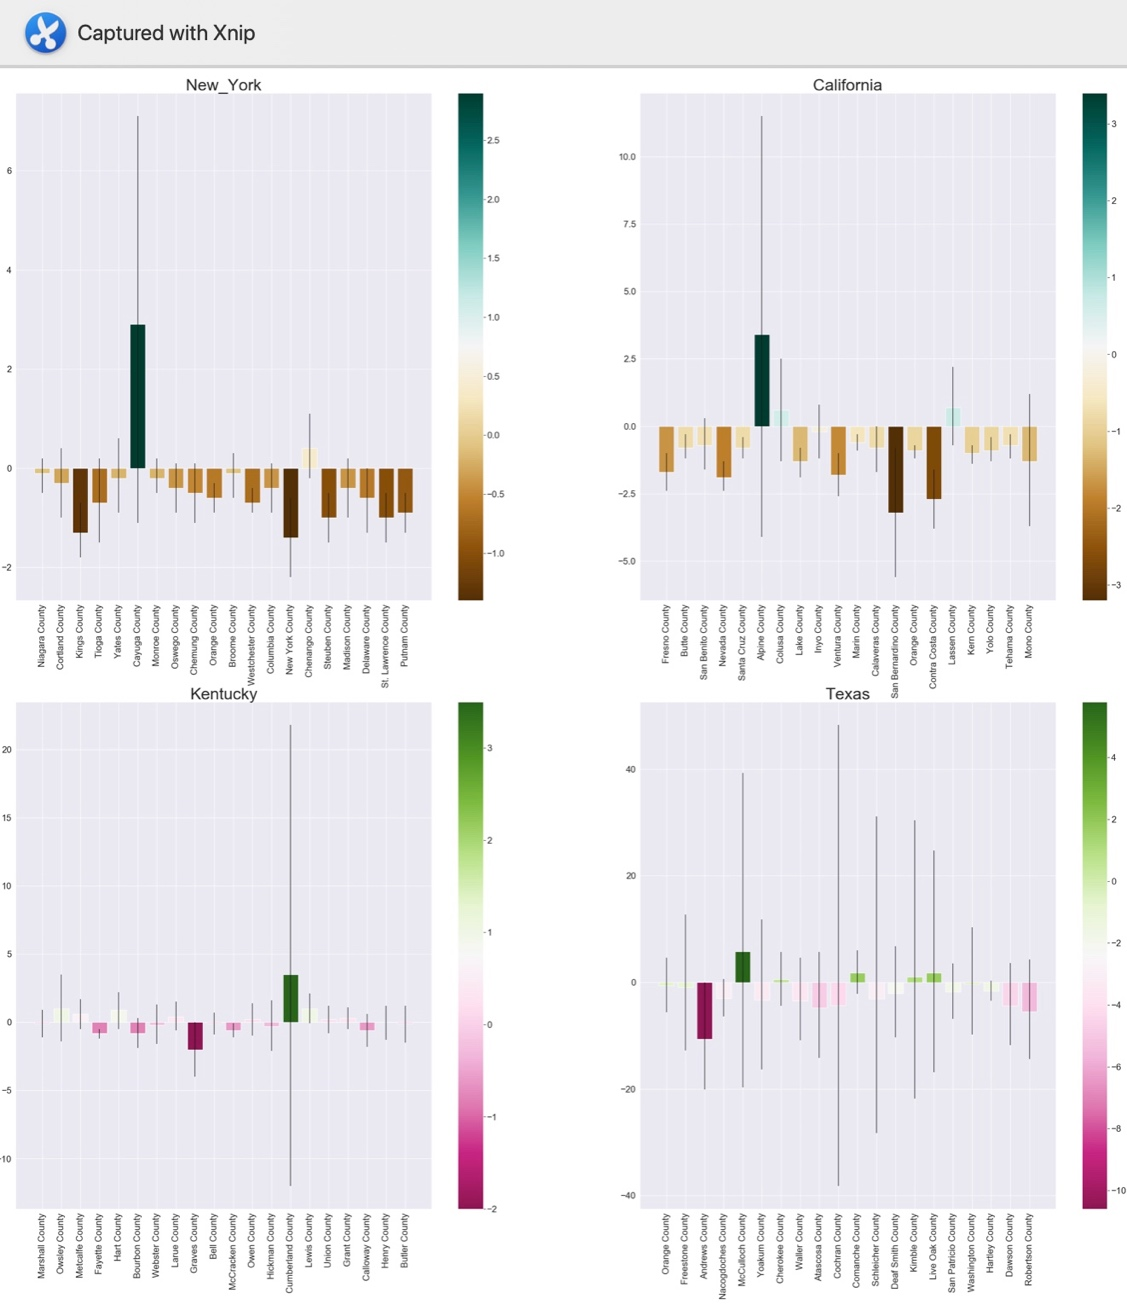 Captured with Xnip
New_York
6
4
2
0
−2
2.5
2.0
1.5
1.0
0.5
0.0
−0.5
−1.0
Niagara County
Cortland County
Kings County
Tioga County
Yates County
Cayuga County
Monroe County
Oswego County
Chemung County
Orange County
Broome County
Westchester County
Columbia County
New York County
Chenango County
Steuben County
Madison County
Delaware County
St. Lawrence County
Putnam County
California
10.0
7.5
5.0
2.5
0.0
−2.5
−5.0
3
2
1
0
−1
−2
−3
Fresno County
Butte County
San Benito County
Nevada County
Santa Cruz County
Alpine County
Colusa County
Lake County
Inyo County
Ventura County
Marin County
Calaveras County
San Bernardino County
Orange County
Contra Costa County
Lassen County
Kern County
Yolo County
Tehama County
Mono County
Kentucky
20
15
10
5
0
−5
10
3
2
1
0
−1
−2
Marshall County
Owsley County
Metcalfe County
Fayette County
Hart County
Bourbon County
Webster County
Larue County
Graves County
Bell County
McCracken County
Owen County
Hickman County
Cumberland County
Lewis County
Union County
Grant County
Calloway County
Henry County
Butler County
Texas
40
20
0
−20
−40
4
2
0
−2
−4
−6
−8
−10
Orange County
Freestone County
Andrews County
Nacogdoches County
McCulloch County
Yoakum County
Cherokee County
Waller County
Atascosa County
Cochran County
Comanche County
Schleicher County
Deaf Smith County
Kimble County
Live Oak County
San Patricio County
Washington County
Hartley County
Dawson County
Robertson County